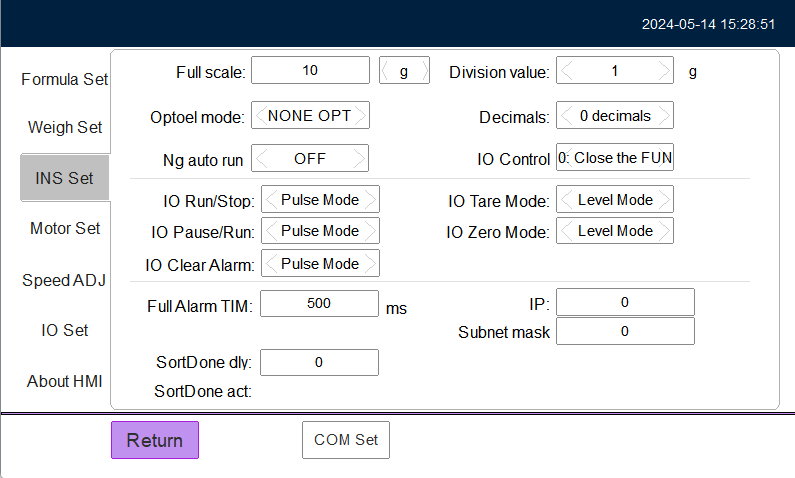 2024-05-14 15:28:51
Formula Set
Weigh Set
INS Set
Motor Set
Speed ADJ
IO Set
About HMI
Full scale: 10 g Division value: 1 g
Optoel mode: NONE OPT Decimals: 0 decimals
Ng auto run OFF IO Control 0: Close the FUN
IO Run/Stop: Pulse Mode IO Tare Mode: Level Mode
IO Pause/Run: Pulse Mode IO Zero Mode: Level Mode
IO Clear Alarm: Pulse Mode
Full Alarm TIM: 500 ms IP: 0
Subnet mask 0
SortDone dly: 0
SortDone act:
Return COM Set